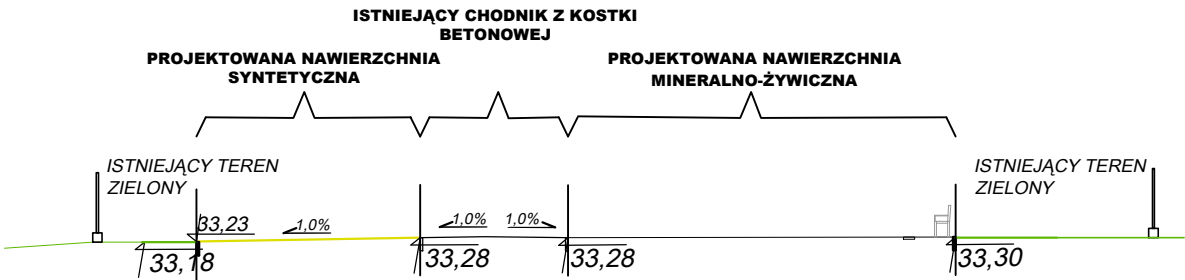 ISTNIEJĄCY CHODNIK Z KOSTKI
BETONOWEJ
PROJEKTOWANA NAWIERZCHNIA
SYNTETYCZNA
PROJEKTOWANA NAWIERZCHNIA
MINERALNO-ŻYWICZNA
ISTNIEJĄCY TEREN
ZIELONY
ISTNIEJĄCY TEREN
ZIELONY
33,23
1,0%
1,0%
1,0%
33,18
33,28
33,28
33,30